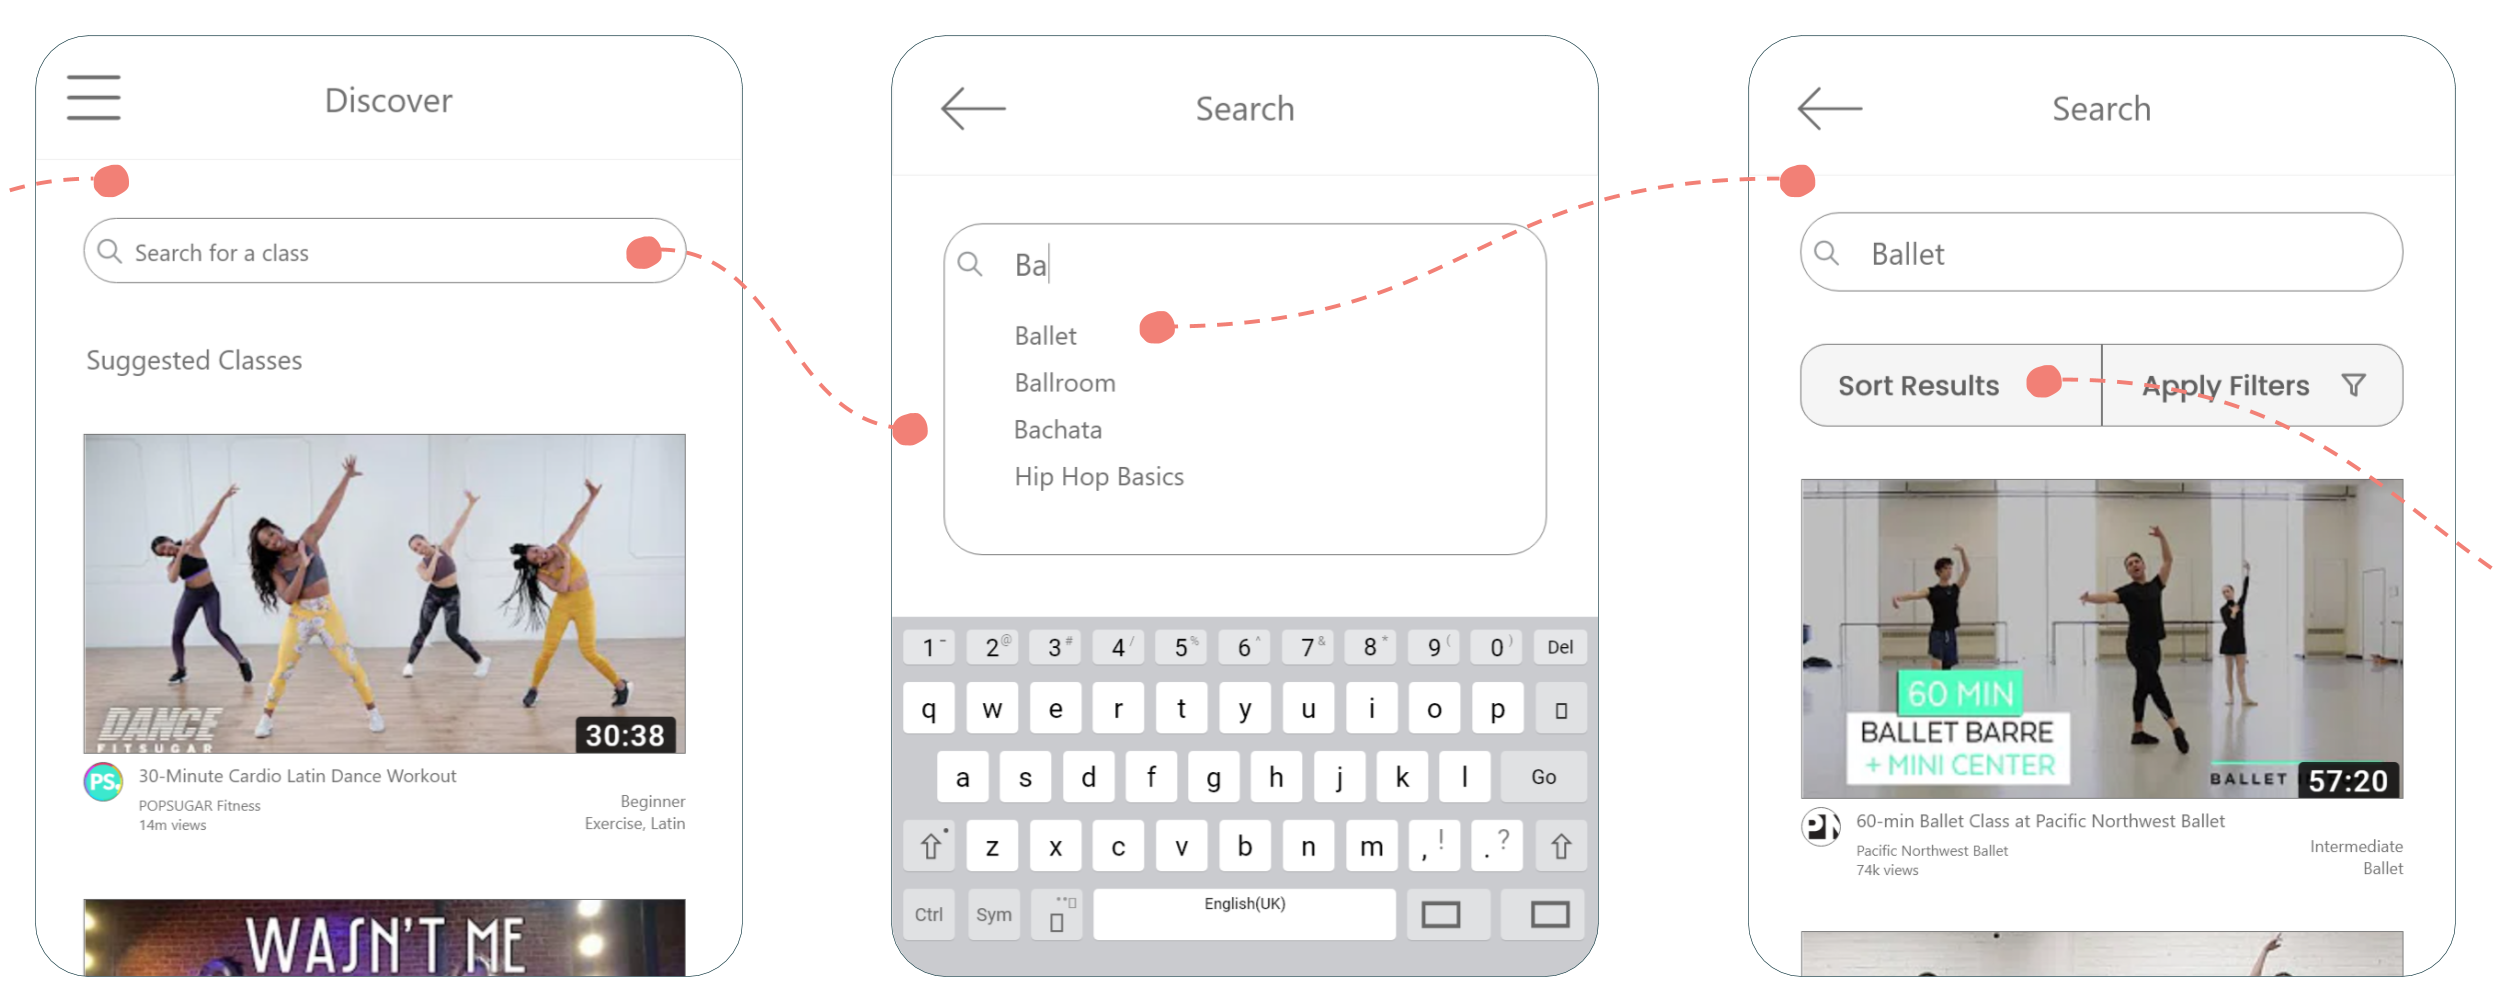 Discover
Search for a class
Suggested Classes
DANCE
FITSUGAR
30:38
PS.
30-Minute Cardio Latin Dance Workout
POPSUGAR Fitness
14m views
Beginner
Exercise, Latin
WASN'T ME
Search
Ba
Ballet
Ballroom
Bachata
Hip Hop Basics
1 - 2 @ 3 # 4 / 5 % 6 ^ 7 & 8 * 9 ( 0 ) Del
q w e r t y u i o p
a s d f g h j k l Go
z x c v b n m , ! . ?
Ctrl Sym English(UK)
Search
Ballet
Sort Results Apply Filters
60 MIN
BALLET BARRE
+ MINI CENTER
BALLET
57:20
PN
60-min Ballet Class at Pacific Northwest Ballet
Pacific Northwest Ballet
74k views
Intermediate
Ballet